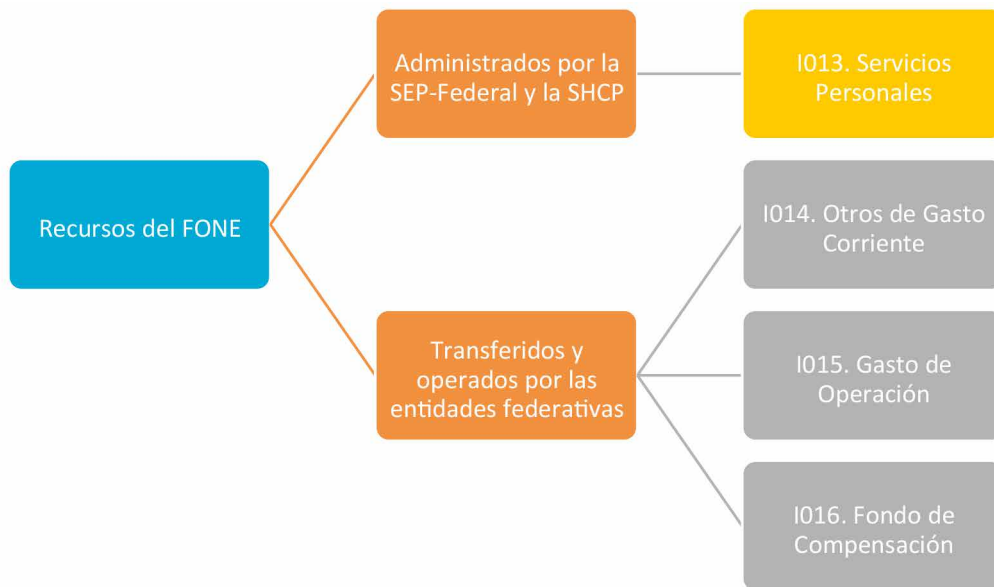 Recursos del FONE
Administrados por la
SEP-Federal y la SHCP
I013. Servicios
Personales
Transferidos y
operados por las
entidades federativas
I014. Otros de Gasto
Corriente
I015. Gasto de
Operación
I016. Fondo de
Compensación